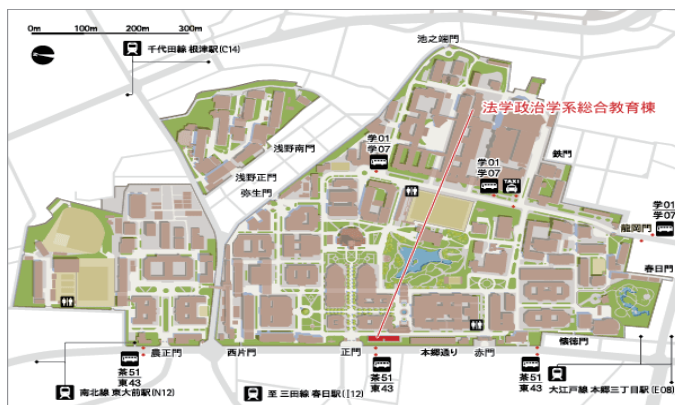 0m 100m 200m 300m
千代田線 根津駅(C14)
池之端門
法学政治学系総合教育棟
浅野南門
学01
学07
学01
学07
TAXI
鉄門
浅野正門
弥生門
学01
学07
龍岡門
春日門
農正門
西片門
正門
本郷通り
赤門
懐徳門
茶51
東43
茶51
東43
茶51
東43
南北線 東大前駅(N12)
至 三田線 春日駅(I12)
大江戸線 本郷三丁目駅(E08)